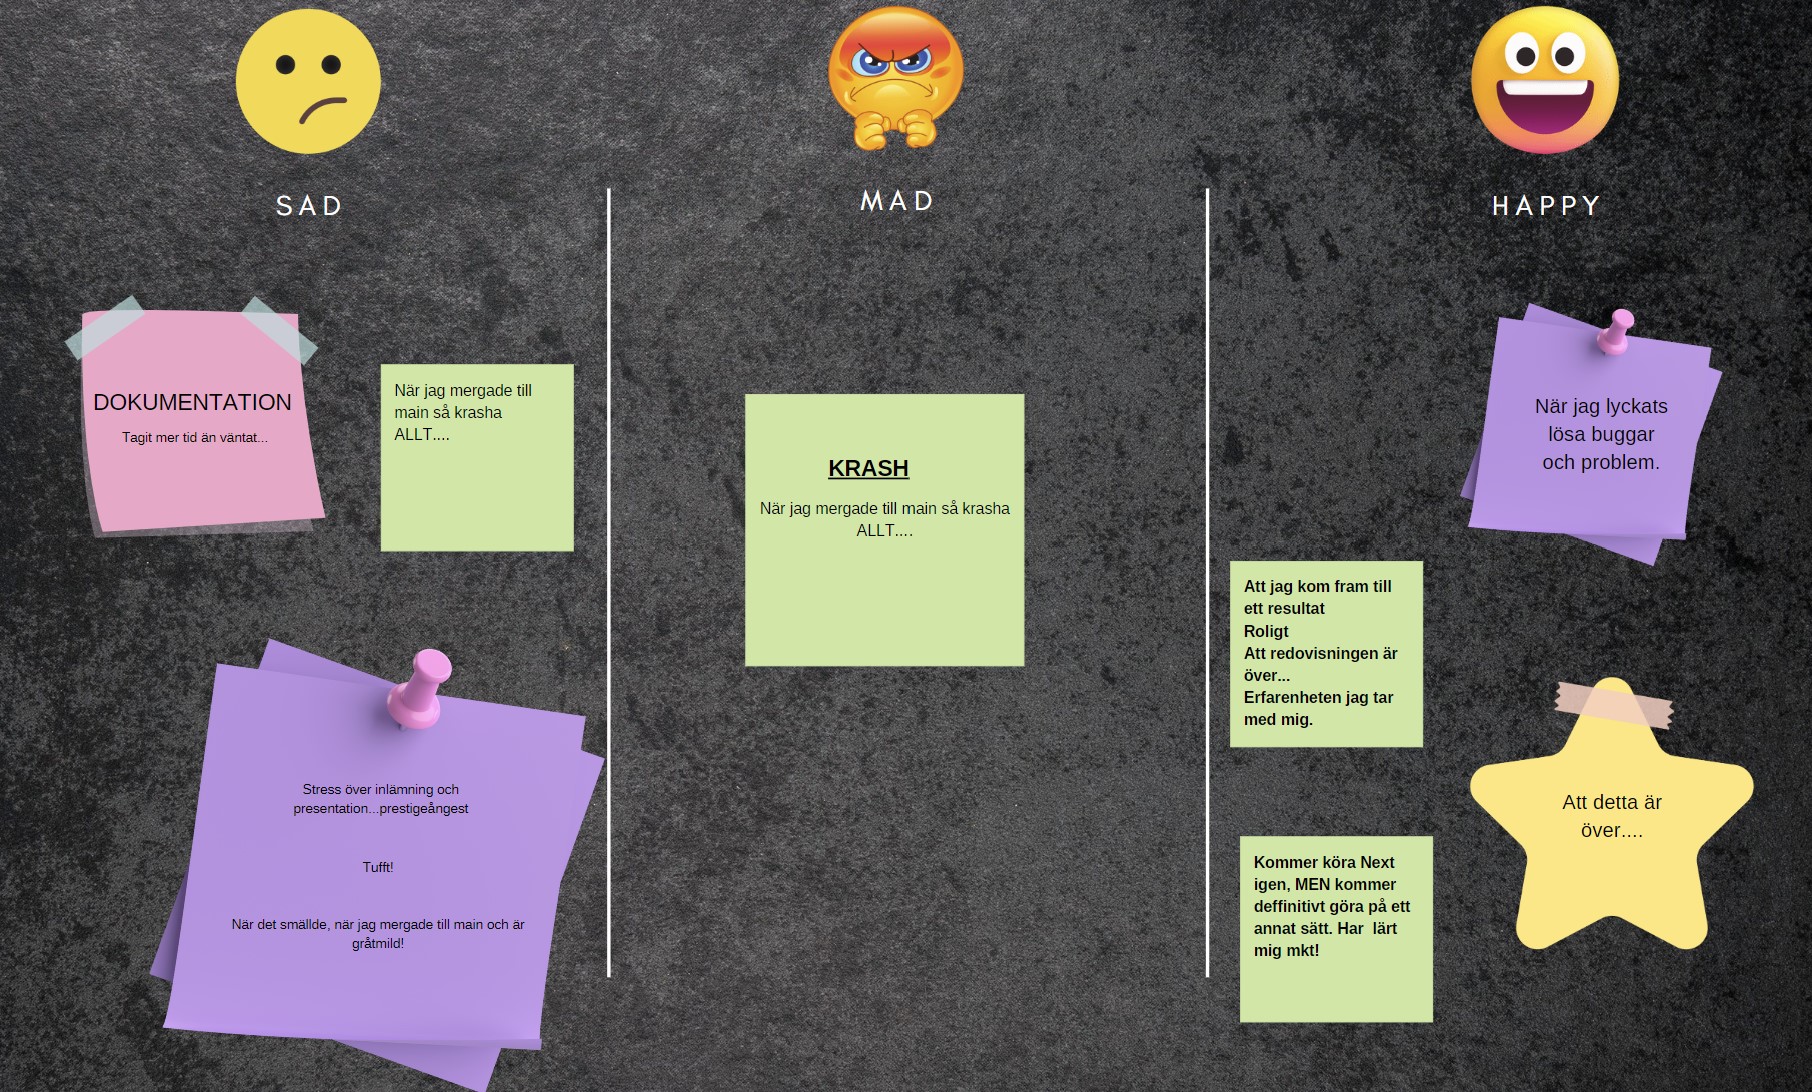 SAD
MAD
HAPPY
DOKUMENTATION
Tagit mer tid än väntat...
När jag mergade till
main så krasha
ALLT....
Stress över inlämning och
presentation...prestigeångest
Tufft!
När det smällde, när jag mergade till main och är
gråtmild!
KRASH
När jag mergade till main så krasha
ALLT....
När jag lyckats
lösa buggar
och problem.
Att jag kom fram till
ett resultat
Roligt
Att redovisningen är
över...
Erfarenheten jag tar
med mig.
Att detta är
över....
Kommer köra Next
igen, MEN kommer
deffinitivt göra på ett
annat sätt. Har  lärt
mig mkt!